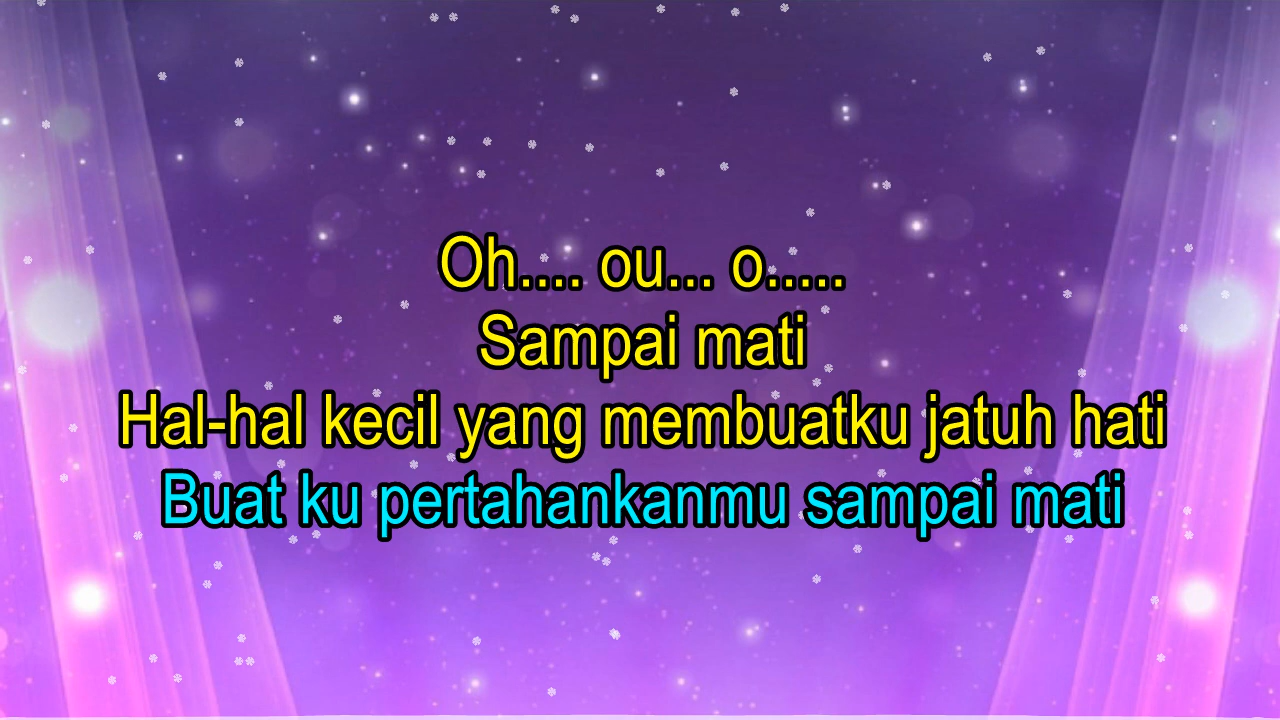 Oh.... ou... o.....
Sampai mati
Hal-hal kecil yang membuatku jatuh hati
Buat ku pertahankanmu sampai mati